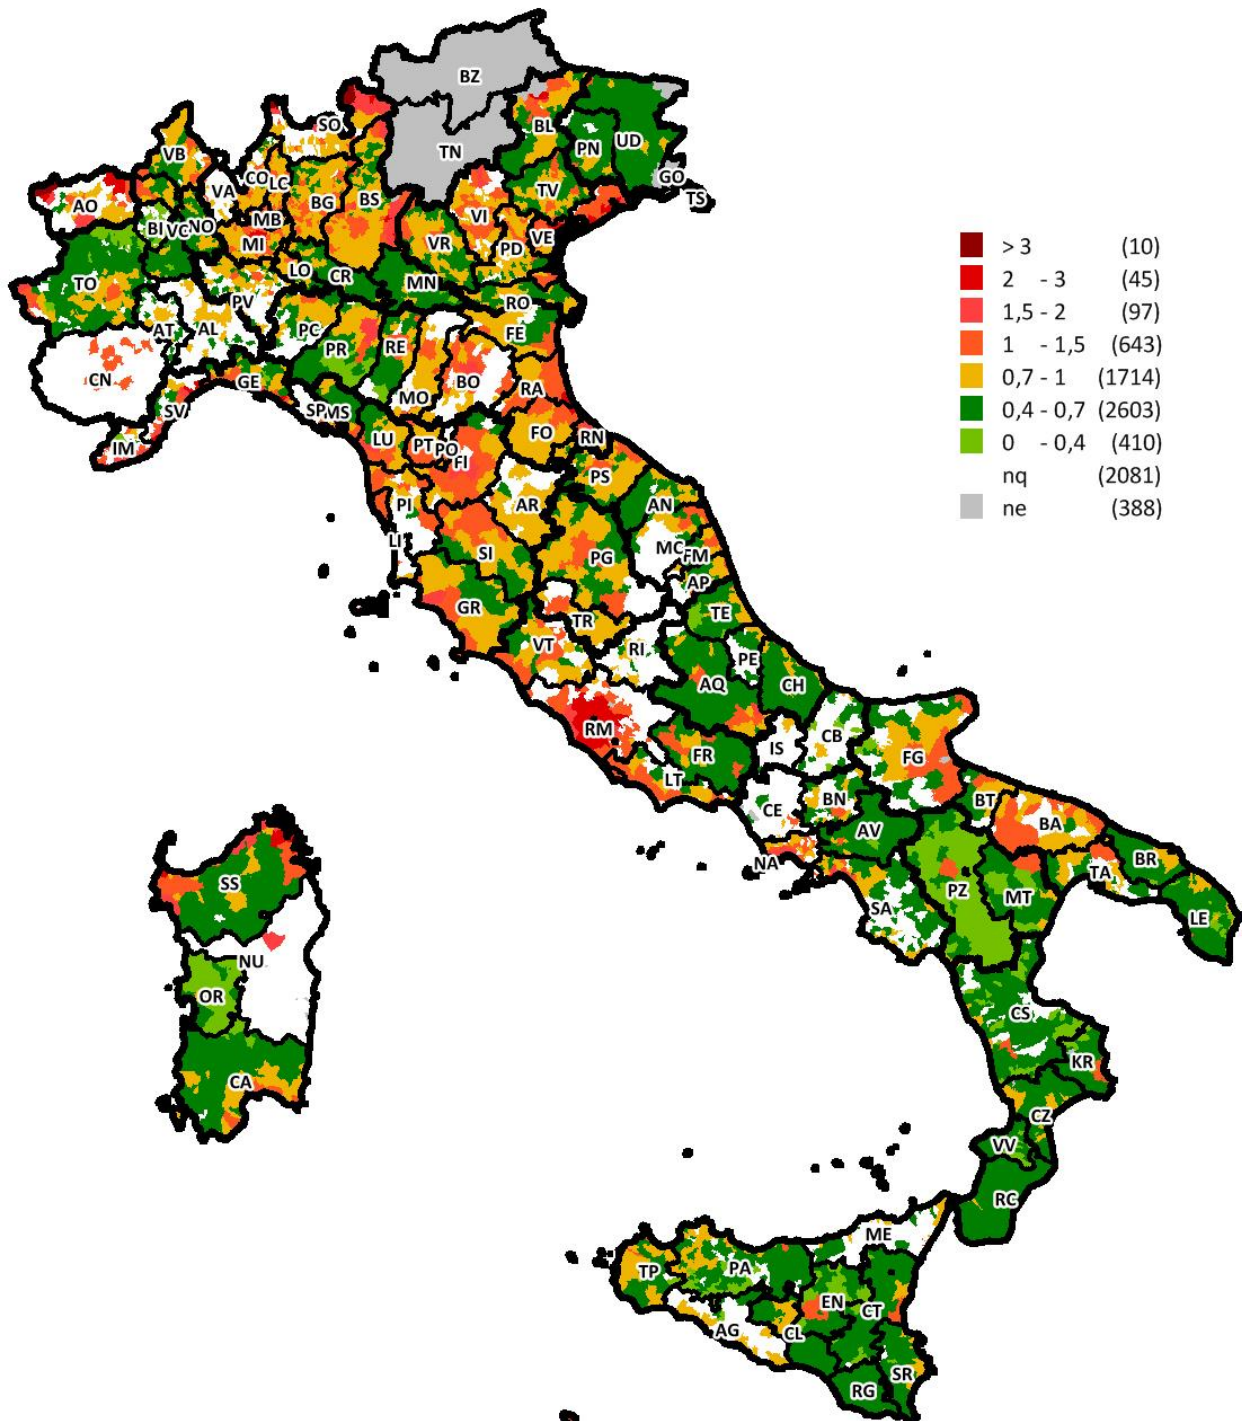 BZ
SO
TN
BL
PN
UD
VB
GO
TS
AO
VA
CO
LC
BG
BS
TV
BI
VC
NO
MB
MI
VI
VR
PD
VE
TO
LO
CR
MN
RO
AT
AL
PV
PC
PR
RE
FE
CN
GE
MO
BO
RA
SV
SP
MS
IM
LU
PT
PO
FI
FO
RN
PS
PI
AR
AN
LI
SI
PG
MC
FM
AP
GR
TE
TR
VT
RI
PE
AQ
CH
RM
FR
IS
CB
FG
LT
CE
BN
BT
BA
AV
NA
BR
TA
SS
SA
PZ
MT
LE
NU
OR
CS
CA
KR
CZ
VV
RC
ME
TP
PA
EN
CT
AG
CL
SR
RG
> 3 (10)
2 - 3 (45)
1,5 - 2 (97)
1 - 1,5 (643)
0,7 - 1 (1714)
0,4 - 0,7 (2603)
0 - 0,4 (410)
nq (2081)
ne (388)